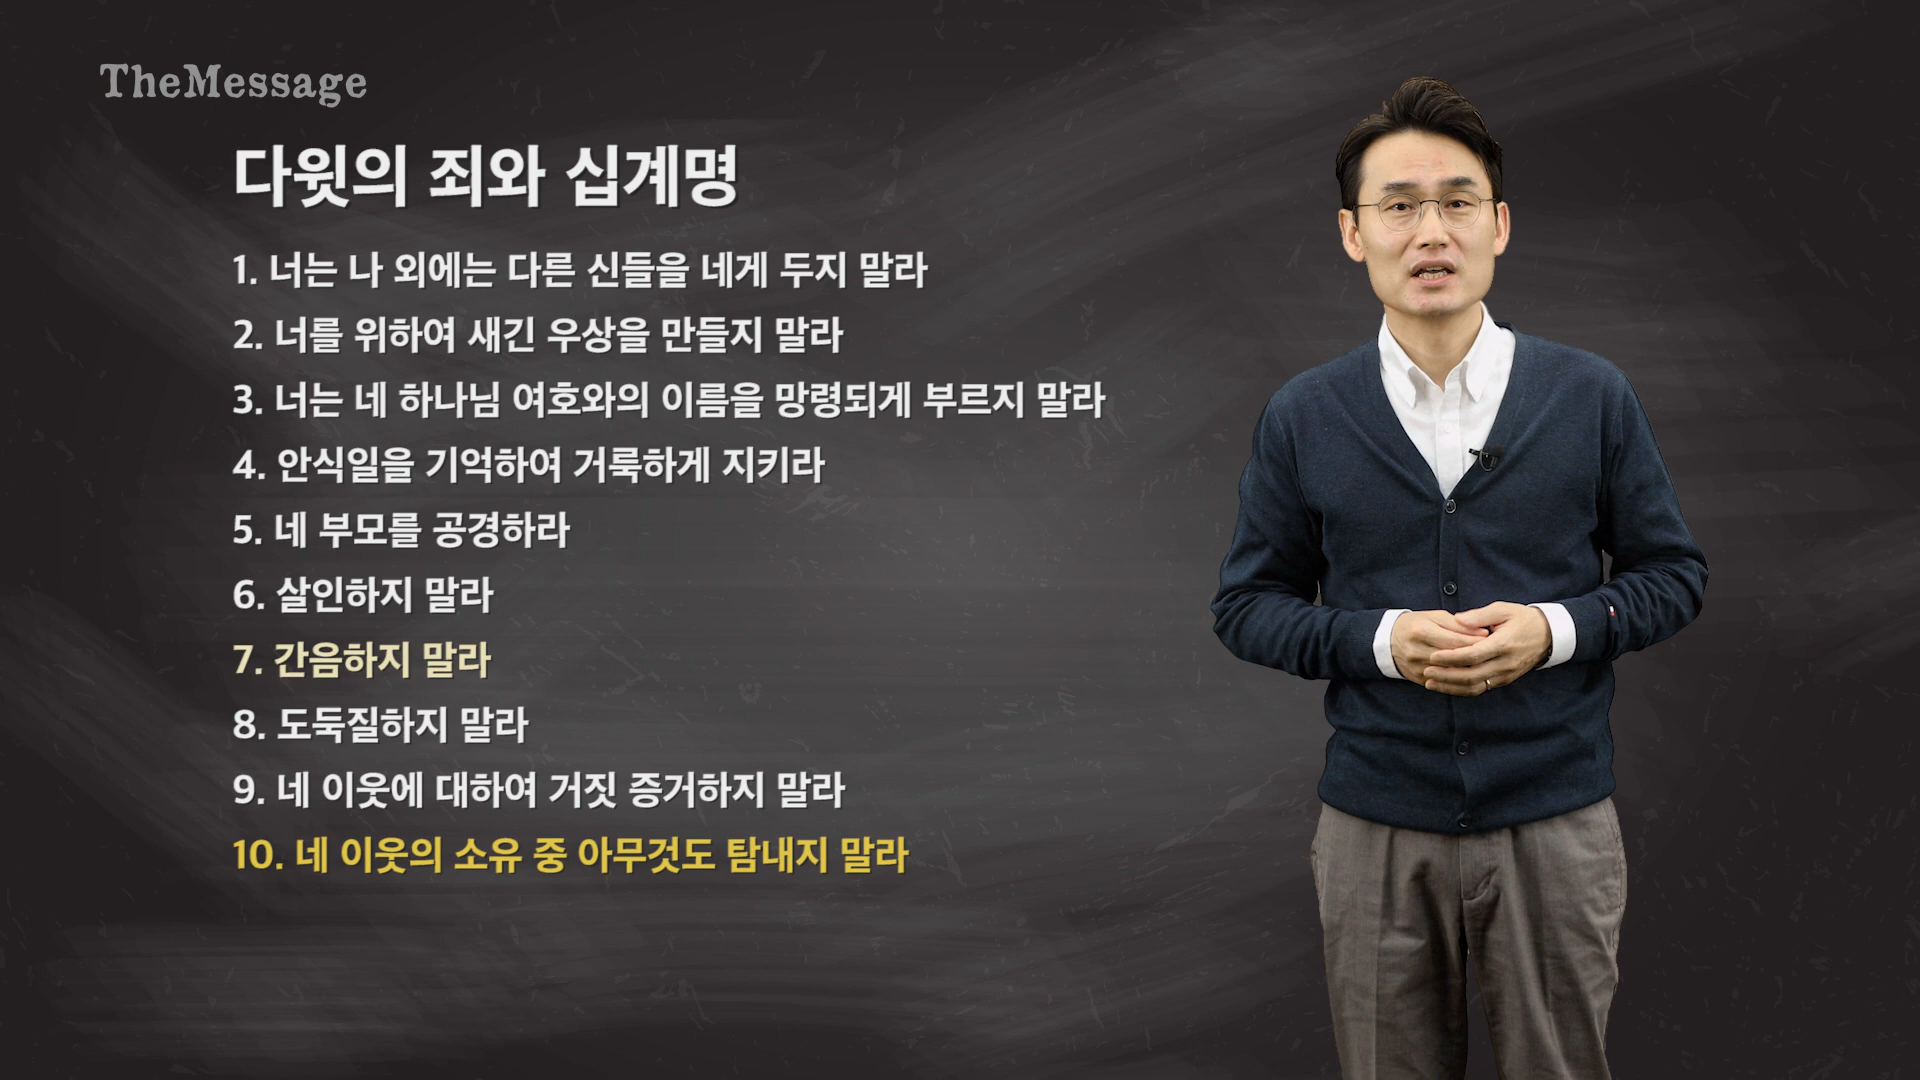 TheMessage
다윗의 죄와 십계명
1. 너는 나 외에는 다른 신들을 네게 두지 말라
2. 너를 위하여 새긴 우상을 만들지 말라
3. 너는 네 하나님 여호와의 이름을 망령되게 부르지 말라
4. 안식일을 기억하여 거룩하게 지키라
5. 네 부모를 공경하라
6. 살인하지 말라
7. 간음하지 말라
8. 도둑질하지 말라
9. 네 이웃에 대하여 거짓 증거하지 말라
10. 네 이웃의 소유 중 아무것도 탐내지 말라